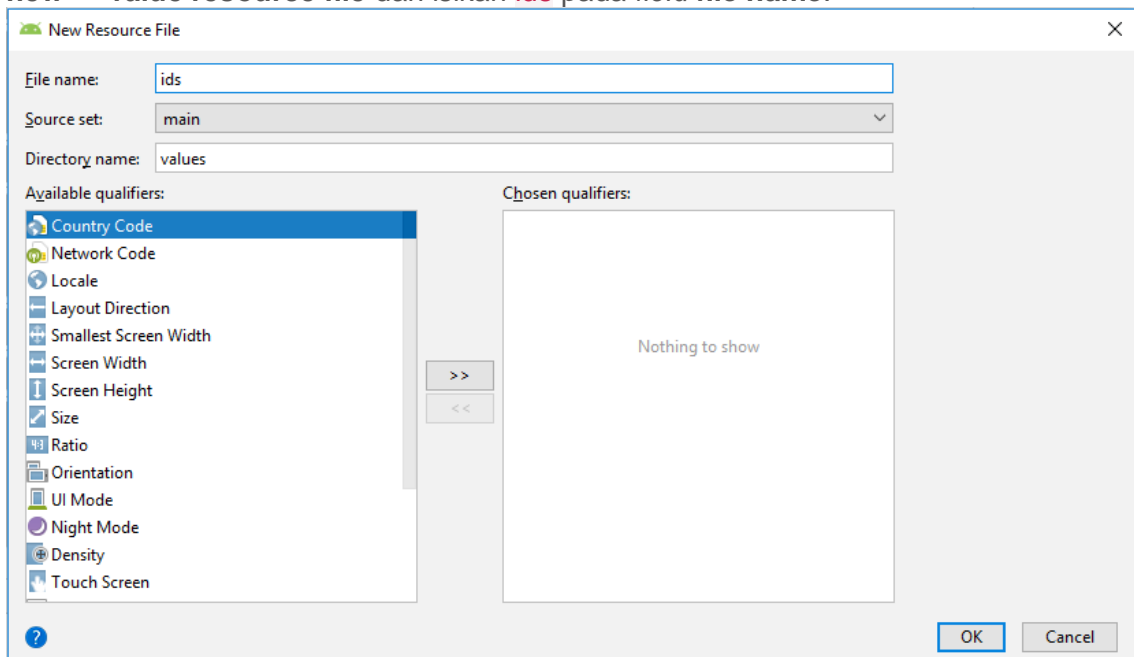 New Resource File
File name: ids
Source set: main
Directory name: values
Available qualifiers:
Chosen qualifiers:
Country Code
Network Code
Locale
Layout Direction
Smallest Screen Width
Screen Width
Screen Height
Size
Ratio
Orientation
UI Mode
Night Mode
Density
Touch Screen
>>
<<
Nothing to show
?
OK
Cancel